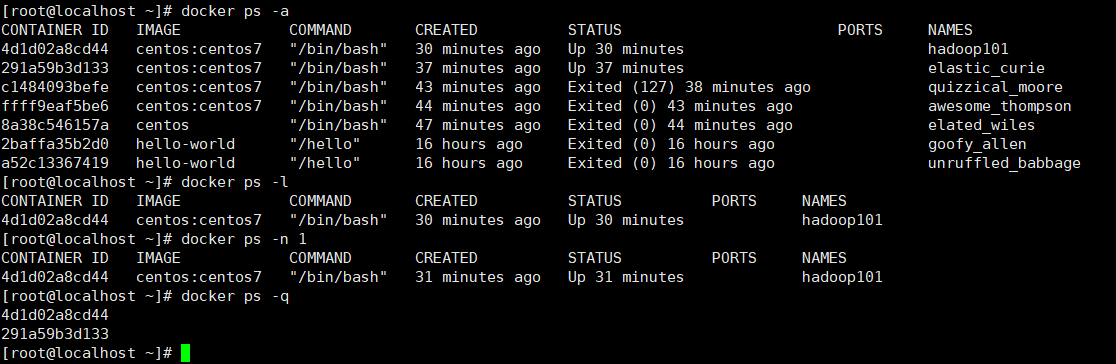 [root@localhost ~]# docker ps -a
CONTAINER ID   IMAGE            COMMAND       CREATED          STATUS                        PORTS     NAMES
4d1d02a8cd44   centos:centos7   "/bin/bash"   30 minutes ago   Up 30 minutes                           hadoop101
291a59b3d133   centos:centos7   "/bin/bash"   37 minutes ago   Up 37 minutes                           elastic_curie
c1484093befe   centos:centos7   "/bin/bash"   43 minutes ago   Exited (127) 38 minutes ago             quizzical_moore
ffff9eaf5be6   centos:centos7   "/bin/bash"   44 minutes ago   Exited (0) 43 minutes ago               awesome_thompson
8a38c546157a   centos           "/bin/bash"   47 minutes ago   Exited (0) 44 minutes ago               elated_wiles
2baffa35b2d0   hello-world      "/hello"      16 hours ago     Exited (0) 16 hours ago                 goofy_allen
a52c13367419   hello-world      "/hello"      16 hours ago     Exited (0) 16 hours ago                 unruffled_babbage
[root@localhost ~]# docker ps -l
CONTAINER ID   IMAGE            COMMAND       CREATED          STATUS          PORTS     NAMES
4d1d02a8cd44   centos:centos7   "/bin/bash"   30 minutes ago   Up 30 minutes             hadoop101
[root@localhost ~]# docker ps -n 1
CONTAINER ID   IMAGE            COMMAND       CREATED          STATUS          PORTS     NAMES
4d1d02a8cd44   centos:centos7   "/bin/bash"   31 minutes ago   Up 31 minutes             hadoop101
[root@localhost ~]# docker ps -q
4d1d02a8cd44
291a59b3d133
[root@localhost ~]#